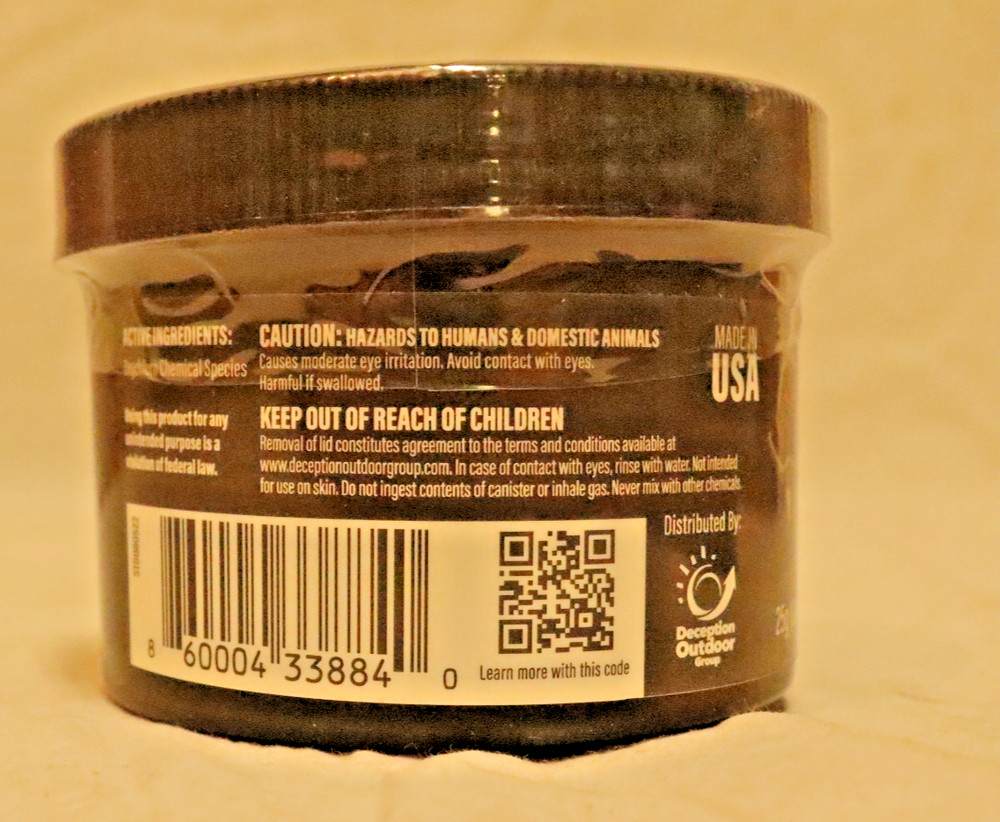 ACTIVE INGREDIENTS:
Chemical Species
Using this product for any
unintended purpose is a
violation of federal law.
CAUTION: HAZARDS TO HUMANS & DOMESTIC ANIMALS
Causes moderate eye irritation. Avoid contact with eyes.
Harmful if swallowed.
KEEP OUT OF REACH OF CHILDREN
Removal of lid constitutes agreement to the terms and conditions available at
www.deceptionoutdoorgroup.com. In case of contact with eyes, rinse with water. Not intended
for use on skin. Do not ingest contents of canister or inhale gas. Never mix with other chemicals.
MADE IN
USA
8 60004 33884 0
Learn more with this code
Distributed By:
Deception
Outdoor
Group
25g